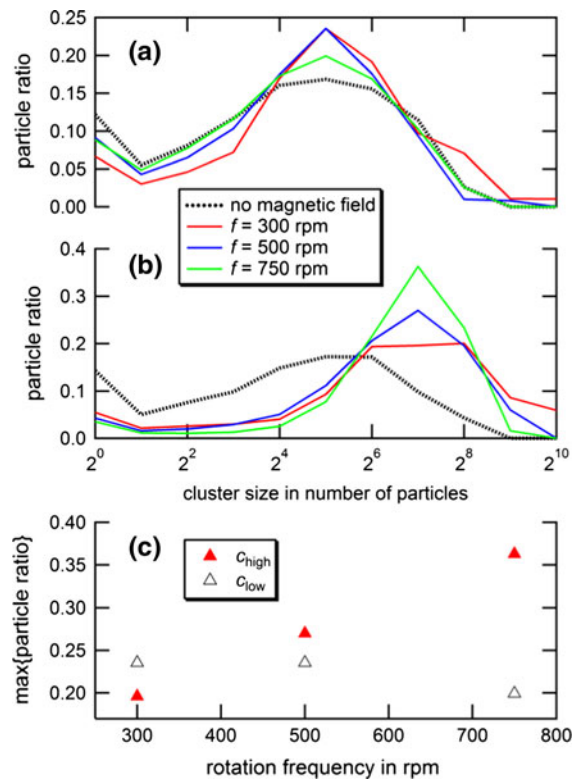 0.25
0.20
0.15
0.10
0.05
0.00
particle ratio
(a)
no magnetic field
f = 300 rpm
f = 500 rpm
f = 750 rpm
0.4
0.3
0.2
0.1
0.0
particle ratio
(b)
2^0 2^2 2^4 2^6 2^8 2^10
cluster size in number of particles
0.40
0.35
0.30
0.25
0.20
max{particle ratio}
(c)
c_high
c_low
300 400 500 600 700 800
rotation frequency in rpm